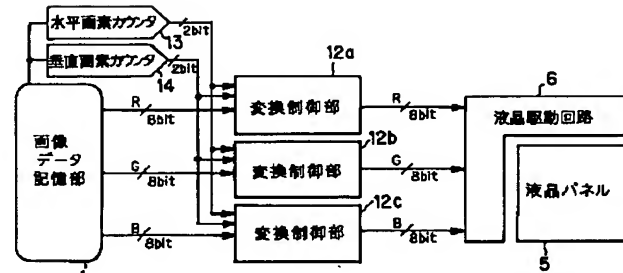 水平画素カウンタ
13
2bit
垂直画素カウンタ
14
2bit
12a
変換制御部
R
8bit
R
8bit
6
液晶駆動回路
画像
データ
記憶部
12b
変換制御部
G
8bit
G
8bit
液晶パネル
12c
変換制御部
B
8bit
B
8bit
5